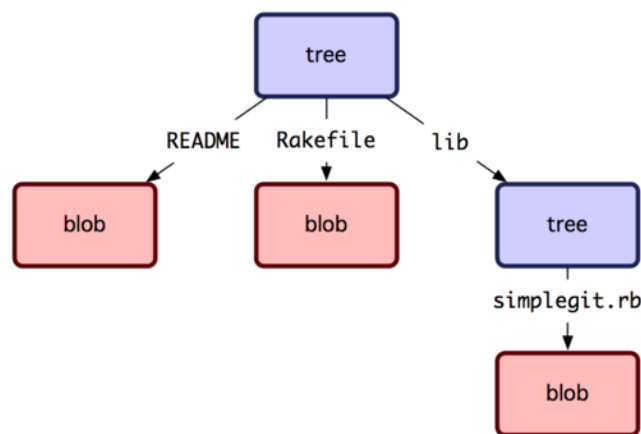 tree
README Rakefile lib
blob blob tree
simplegit.rb
blob